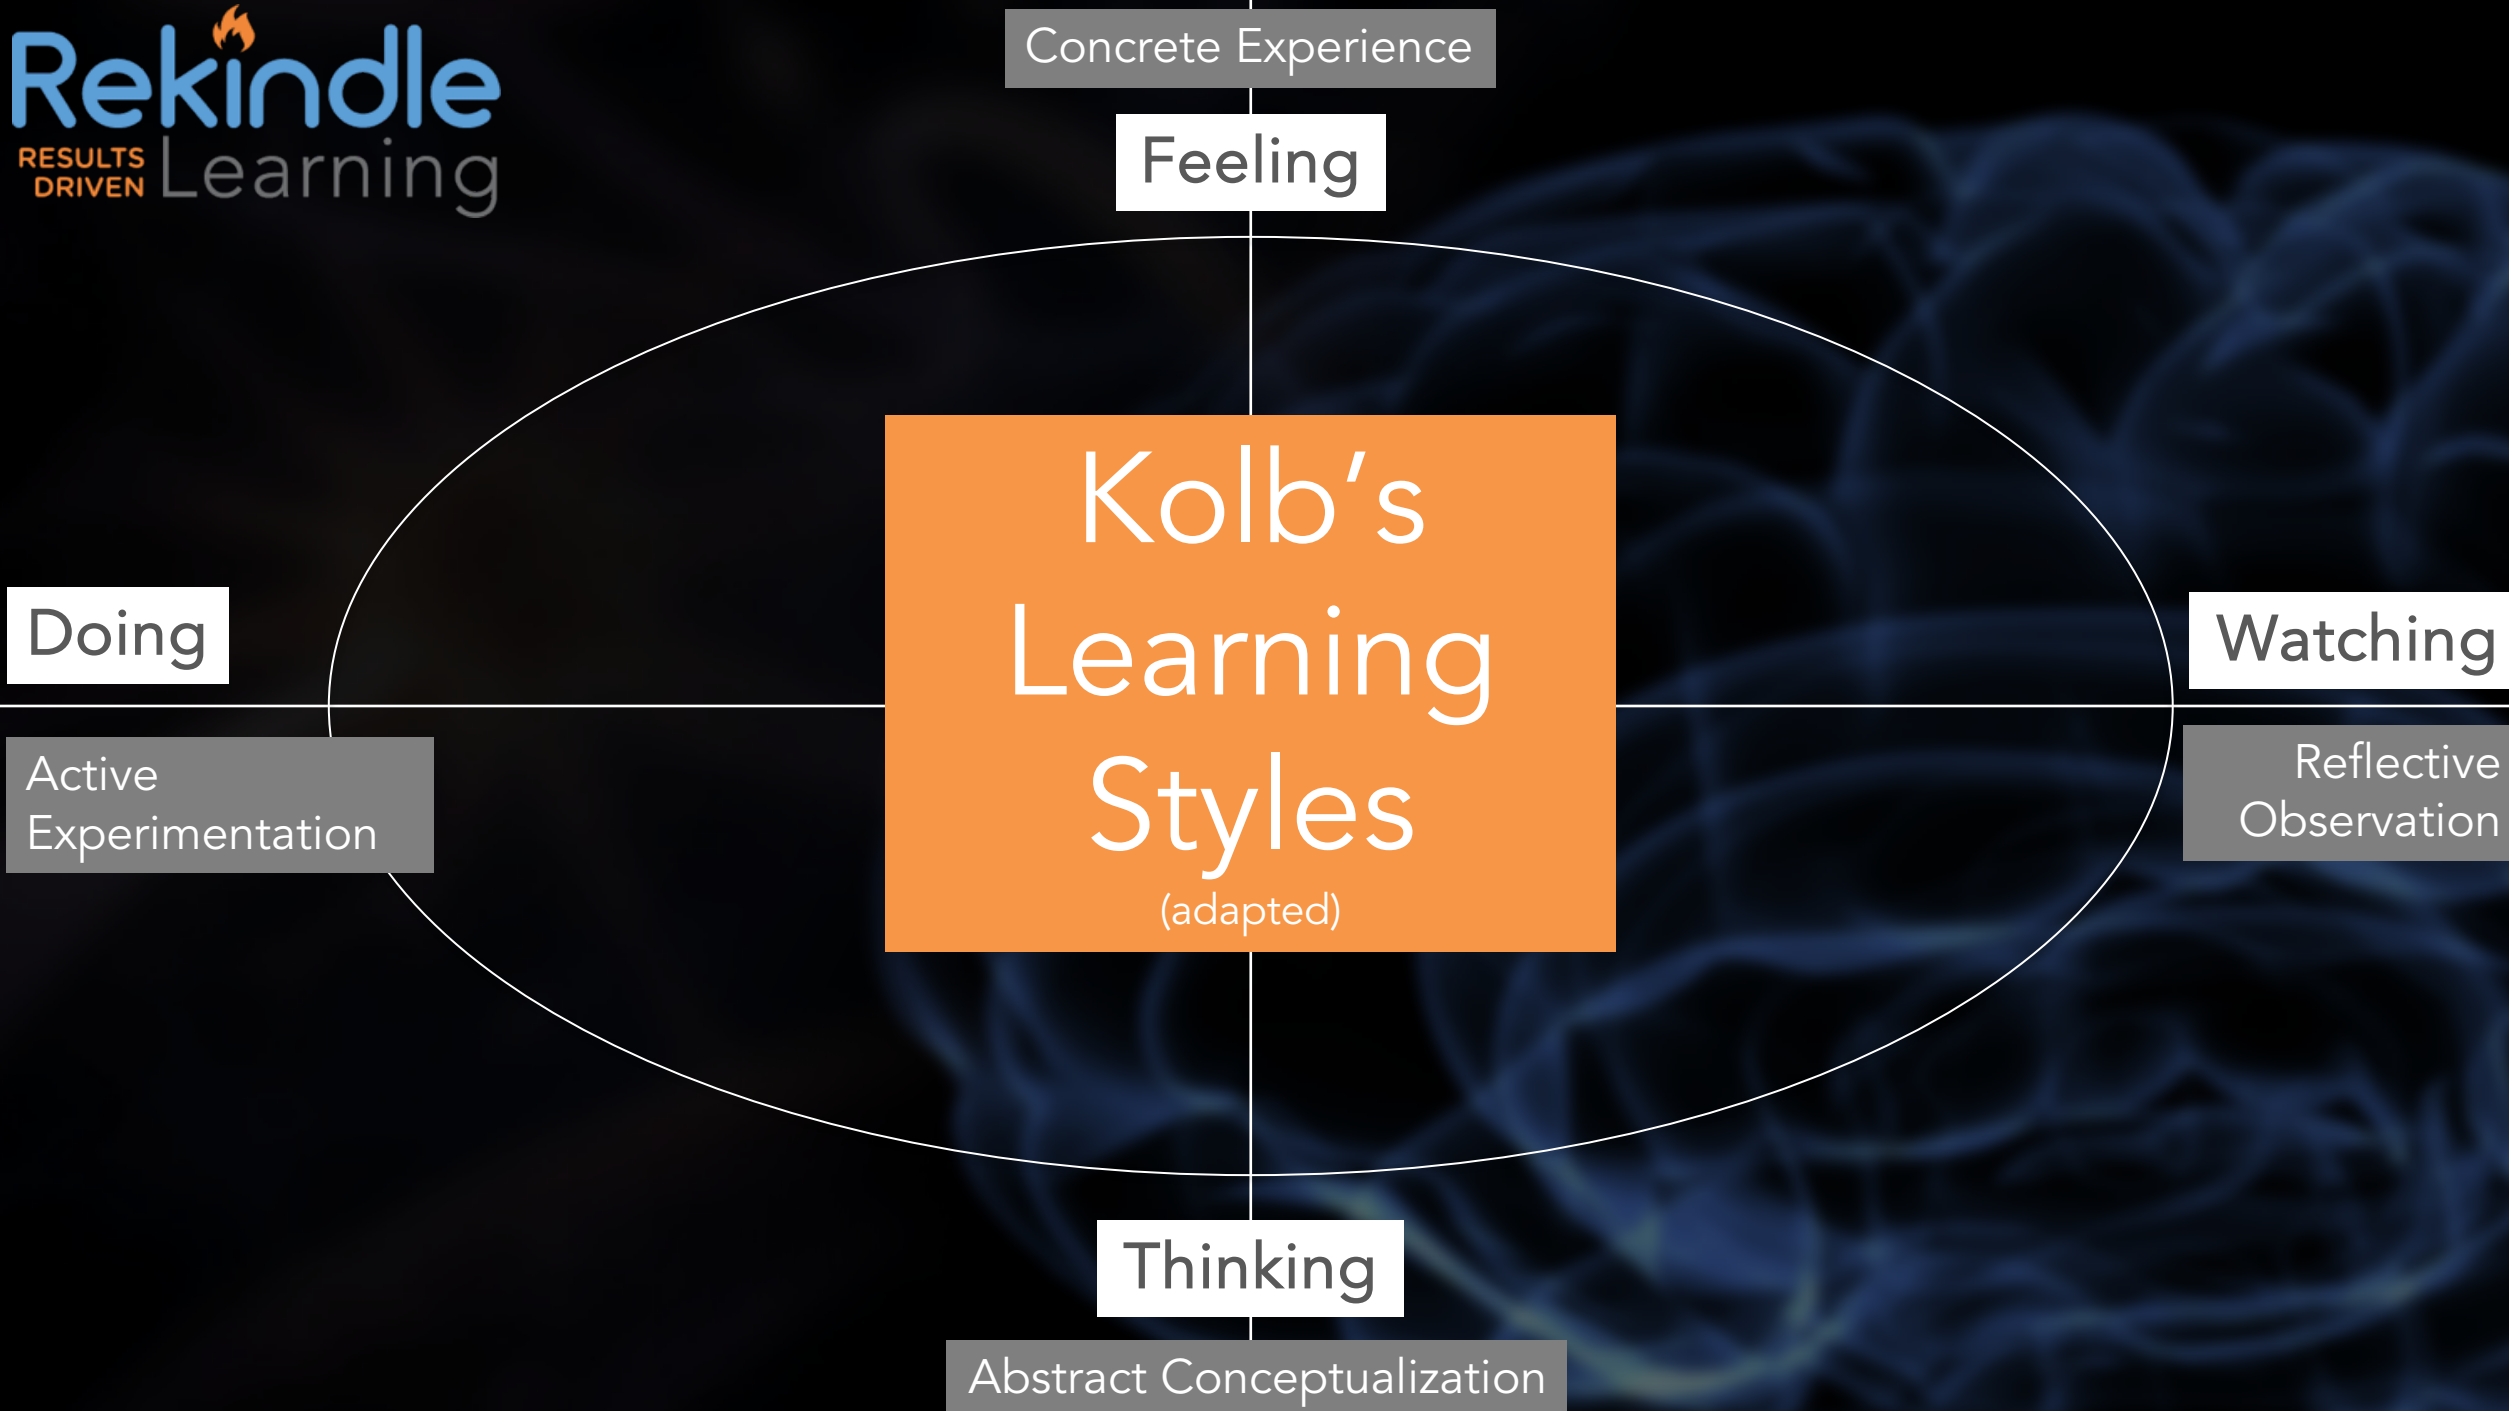 Rekindle
RESULTS
DRIVEN
Learning
Concrete Experience
Feeling
Kolb’s
Learning
Styles
(adapted)
Doing
Active
Experimentation
Watching
Reflective
Observation
Thinking
Abstract Conceptualization